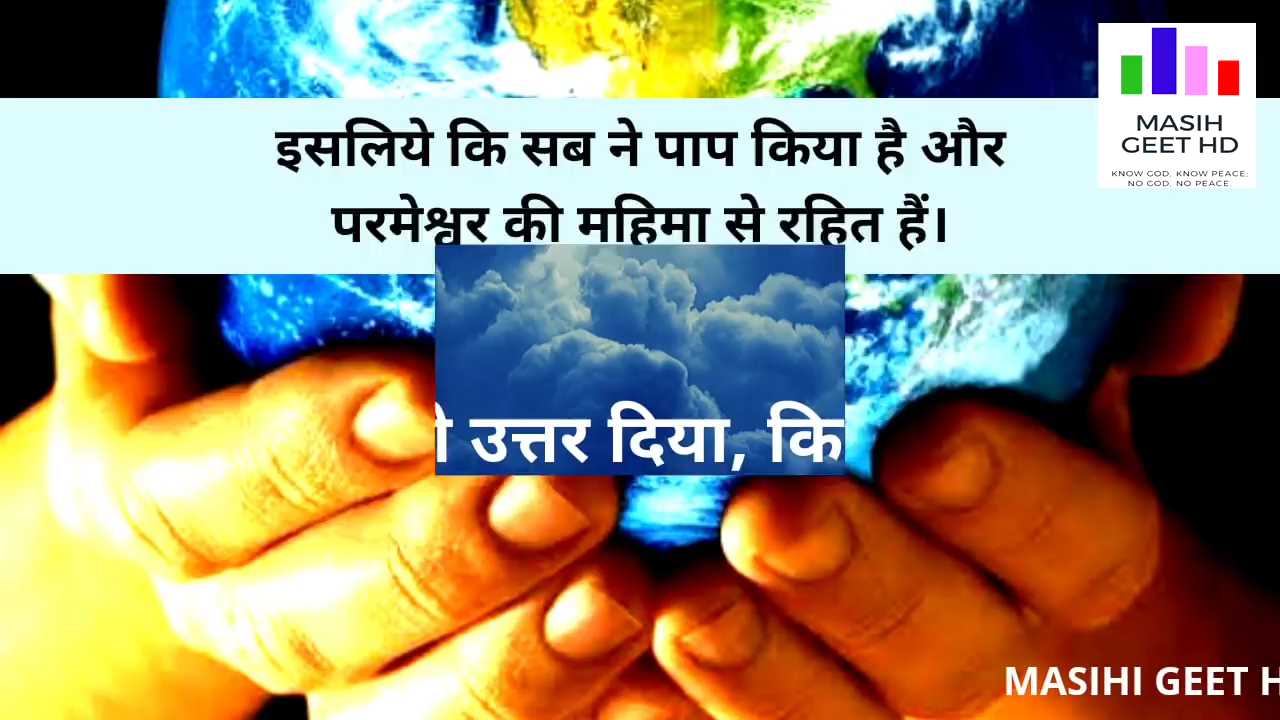 इसलिये कि सब ने पाप किया है और
परमेश्वर की महिमा से रहित हैं।
MASIH
GEET HD
KNOW GOD, KNOW PEACE;
NO GOD, NO PEACE.
उत्तर दिया, कि
MASIHI GEET